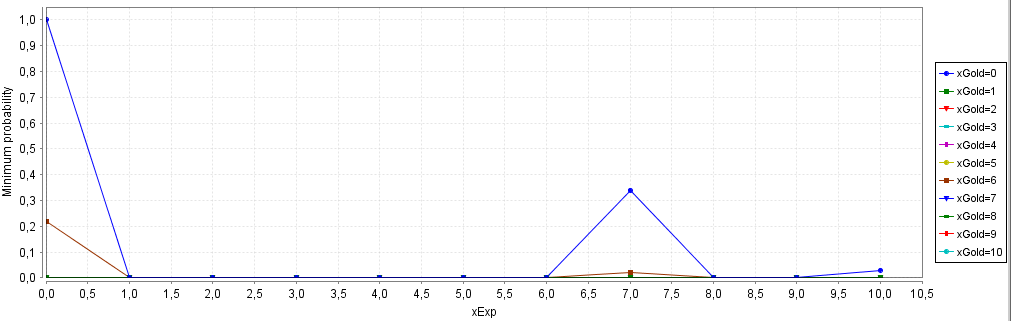 1,0
0,9
0,8
0,7
0,6
0,5
0,4
0,3
0,2
0,1
0,0
Minimum probability
0,0 0,5 1,0 1,5 2,0 2,5 3,0 3,5 4,0 4,5 5,0 5,5 6,0 6,5 7,0 7,5 8,0 8,5 9,0 9,5 10,0 10,5
xExp
xGold=0
xGold=1
xGold=2
xGold=3
xGold=4
xGold=5
xGold=6
xGold=7
xGold=8
xGold=9
xGold=10